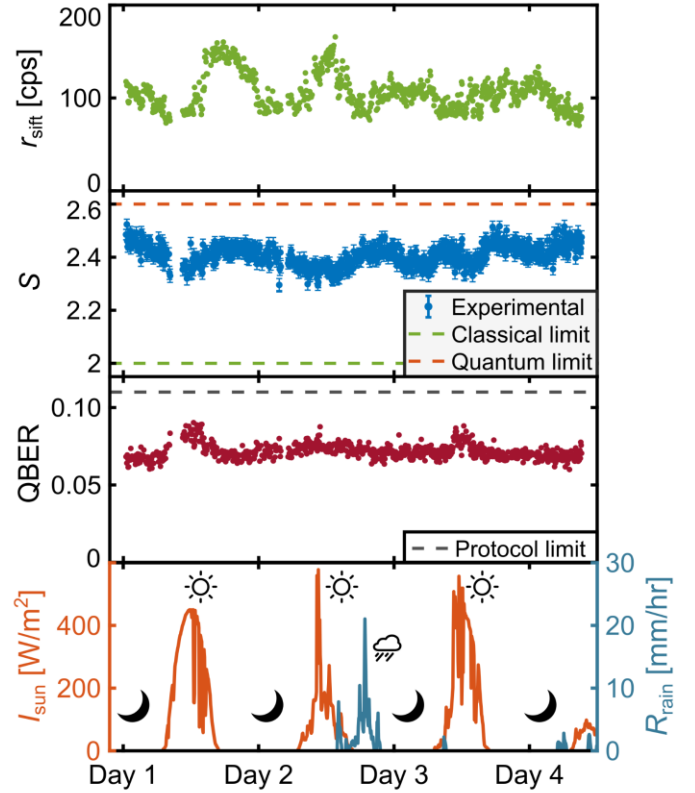 200
100
0
r_sift [cps]
2.6
2.4
2.2
2
S
Experimental
Classical limit
Quantum limit
0.10
0.05
0
QBER
Protocol limit
400
200
0
I_sun [W/m²]
30
20
10
0
R_rain [mm/hr]
Day 1 Day 2 Day 3 Day 4